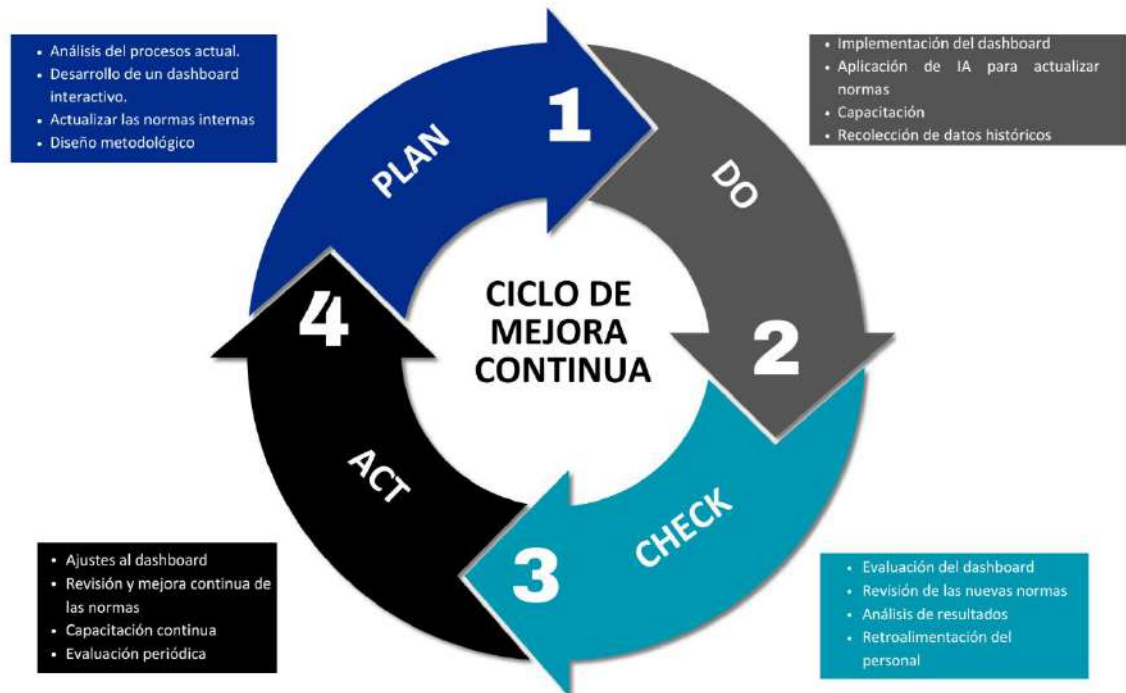 • Análisis del procesos actual.
• Desarrollo de un dashboard
interactivo.
• Actualizar las normas internas
• Diseño metodológico
1
PLAN
• Implementación del dashboard
• Aplicación de IA para actualizar
normas
• Capacitación
• Recolección de datos históricos
DO
2
CICLO DE
MEJORA
CONTINUA
4
ACT
3
CHECK
• Ajustes al dashboard
• Revisión y mejora continua de
las normas
• Capacitación continua
• Evaluación periódica
• Evaluación del dashboard
• Revisión de las nuevas normas
• Análisis de resultados
• Retroalimentación del
personal